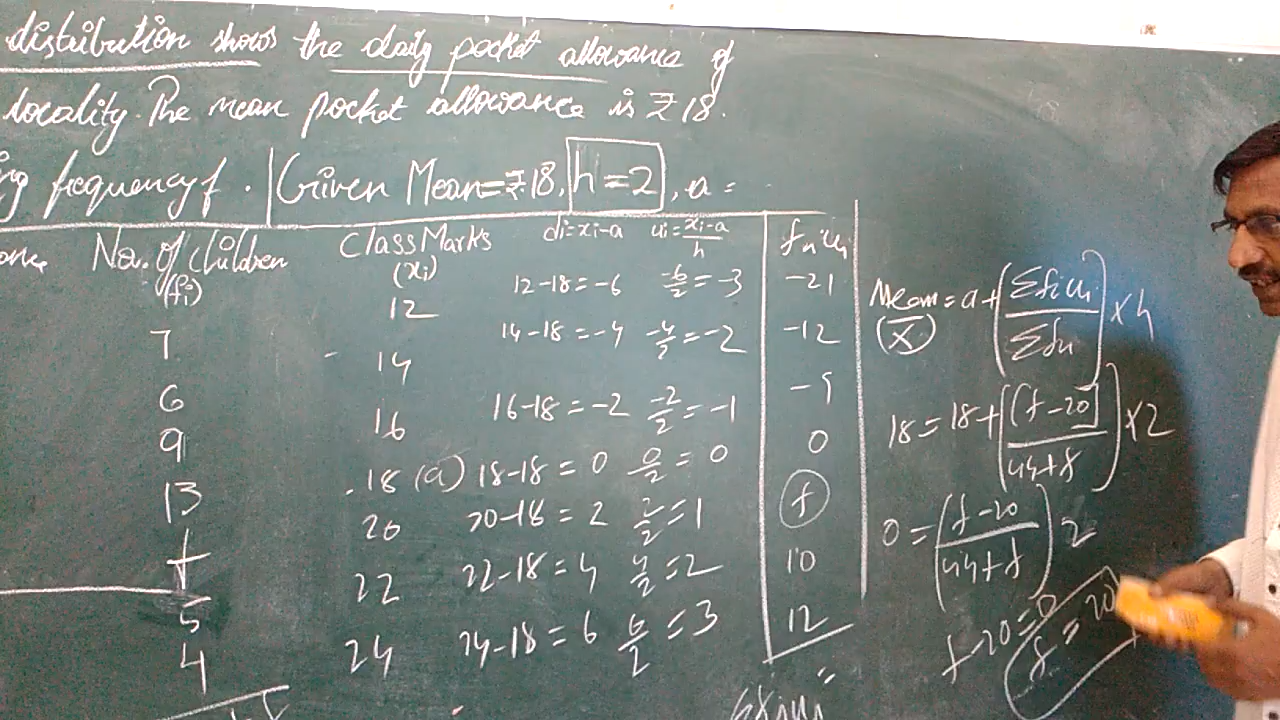 distribution shows the daily pocket allowance of
locality. The mean pocket allowance is ₹18.
ing frequency f. | Given Mean=₹18, h=2, a =
No. of children (fi) Class Marks (xi) di=xi-a ui=xi-a/h fiui
7 12 12-18=-6 -6/2=-3 -21
6 14 14-18=-4 -4/2=-2 -12
9 16 16-18=-2 -2/2=-1 -9
13 18 (a) 18-18=0 0/2=0 0
f 20 20-18=2 2/2=1 f
5 22 22-18=4 4/2=2 10
4 24 24-18=6 6/2=3 12
Mean (X̄) = a+(Σfiui/Σfi)×h
18=18+((f-20)/44+f)×2
0=(f-20/44+f)2
f-20=0
f=20